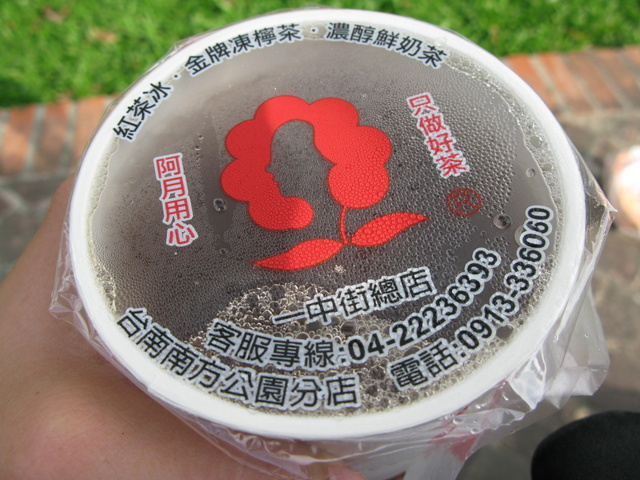 紅茶冰·金牌凍檸茶·濃醇鮮奶茶
阿月用心
只做好茶
一中街總店
客服專線:04-22236393
台南南方公園分店 電話:0913-336060